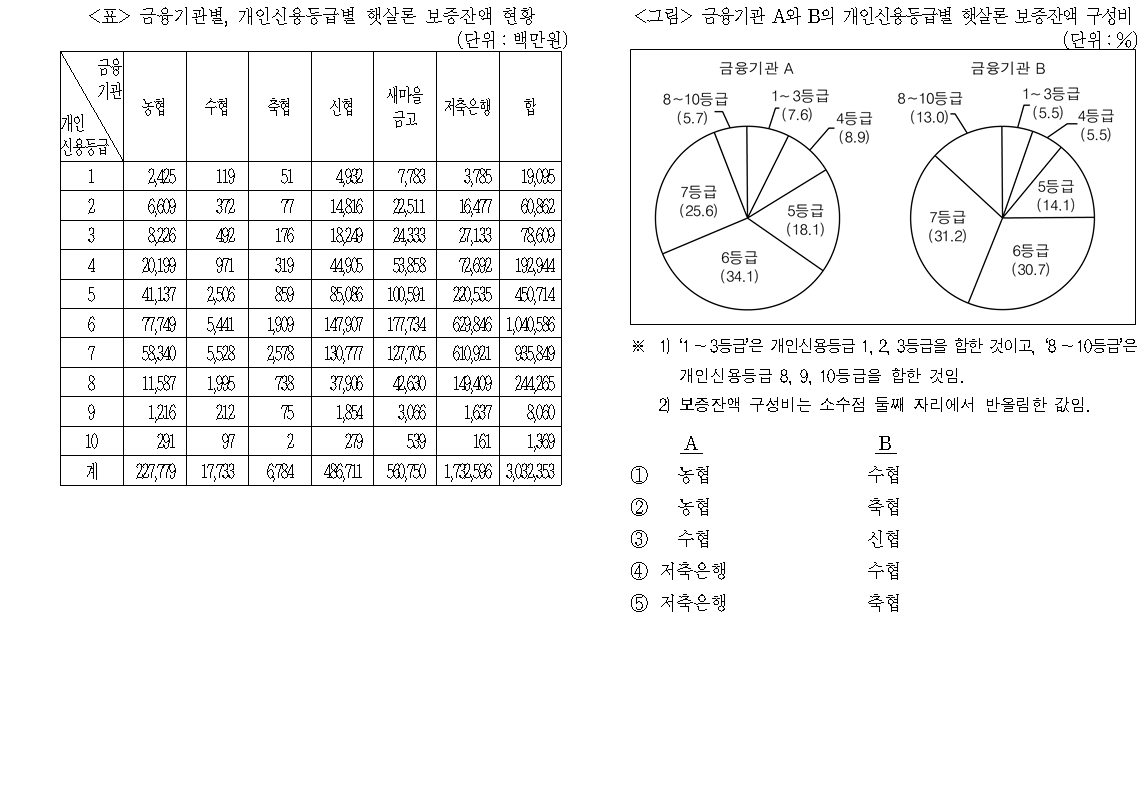 <표> 금융기관별, 개인신용등급별 햇살론 보증잔액 현황
(단위 : 백만원)
금융
기관
개인
신용등급
농협 수협 축협 신협 새마을 금고 저축은행 합
1 2,425 119 51 4,932 7,783 3,785 19,095
2 6,609 372 77 14,816 22,511 16,477 60,862
3 8,226 492 176 18,249 24,333 27,133 78,609
4 20,199 971 319 44,905 53,858 72,692 192,944
5 41,137 2,506 859 85,086 100,591 220,535 450,714
6 77,749 5,441 1,909 147,907 177,734 629,846 1,040,586
7 58,340 5,528 2,578 130,777 127,705 610,921 935,849
8 11,587 1,995 738 37,906 42,630 149,409 244,265
9 1,216 212 75 1,854 3,066 1,637 8,060
10 291 97 2 279 539 161 1,369
계 227,779 17,733 6,784 486,711 560,750 1,732,596 3,032,353
<그림> 금융기관 A와 B의 개인신용등급별 햇살론 보증잔액 구성비
(단위 : %)
금융기관 A
8~10등급
(5.7)
1~3등급
(7.6)
4등급
(8.9)
7등급
(25.6)
5등급
(18.1)
6등급
(34.1)
금융기관 B
8~10등급
(13.0)
1~3등급
(5.5)
4등급
(5.5)
5등급
(14.1)
7등급
(31.2)
6등급
(30.7)
※ 1) ‘1~3등급’은 개인신용등급 1, 2, 3등급을 합한 것이고, ‘8~10등급’은
개인신용등급 8, 9, 10등급을 합한 것임.
2) 보증잔액 구성비는 소수점 둘째 자리에서 반올림한 값임.
A B
① 농협 수협
② 농협 축협
③ 수협 신협
④ 저축은행 수협
⑤ 저축은행 축협